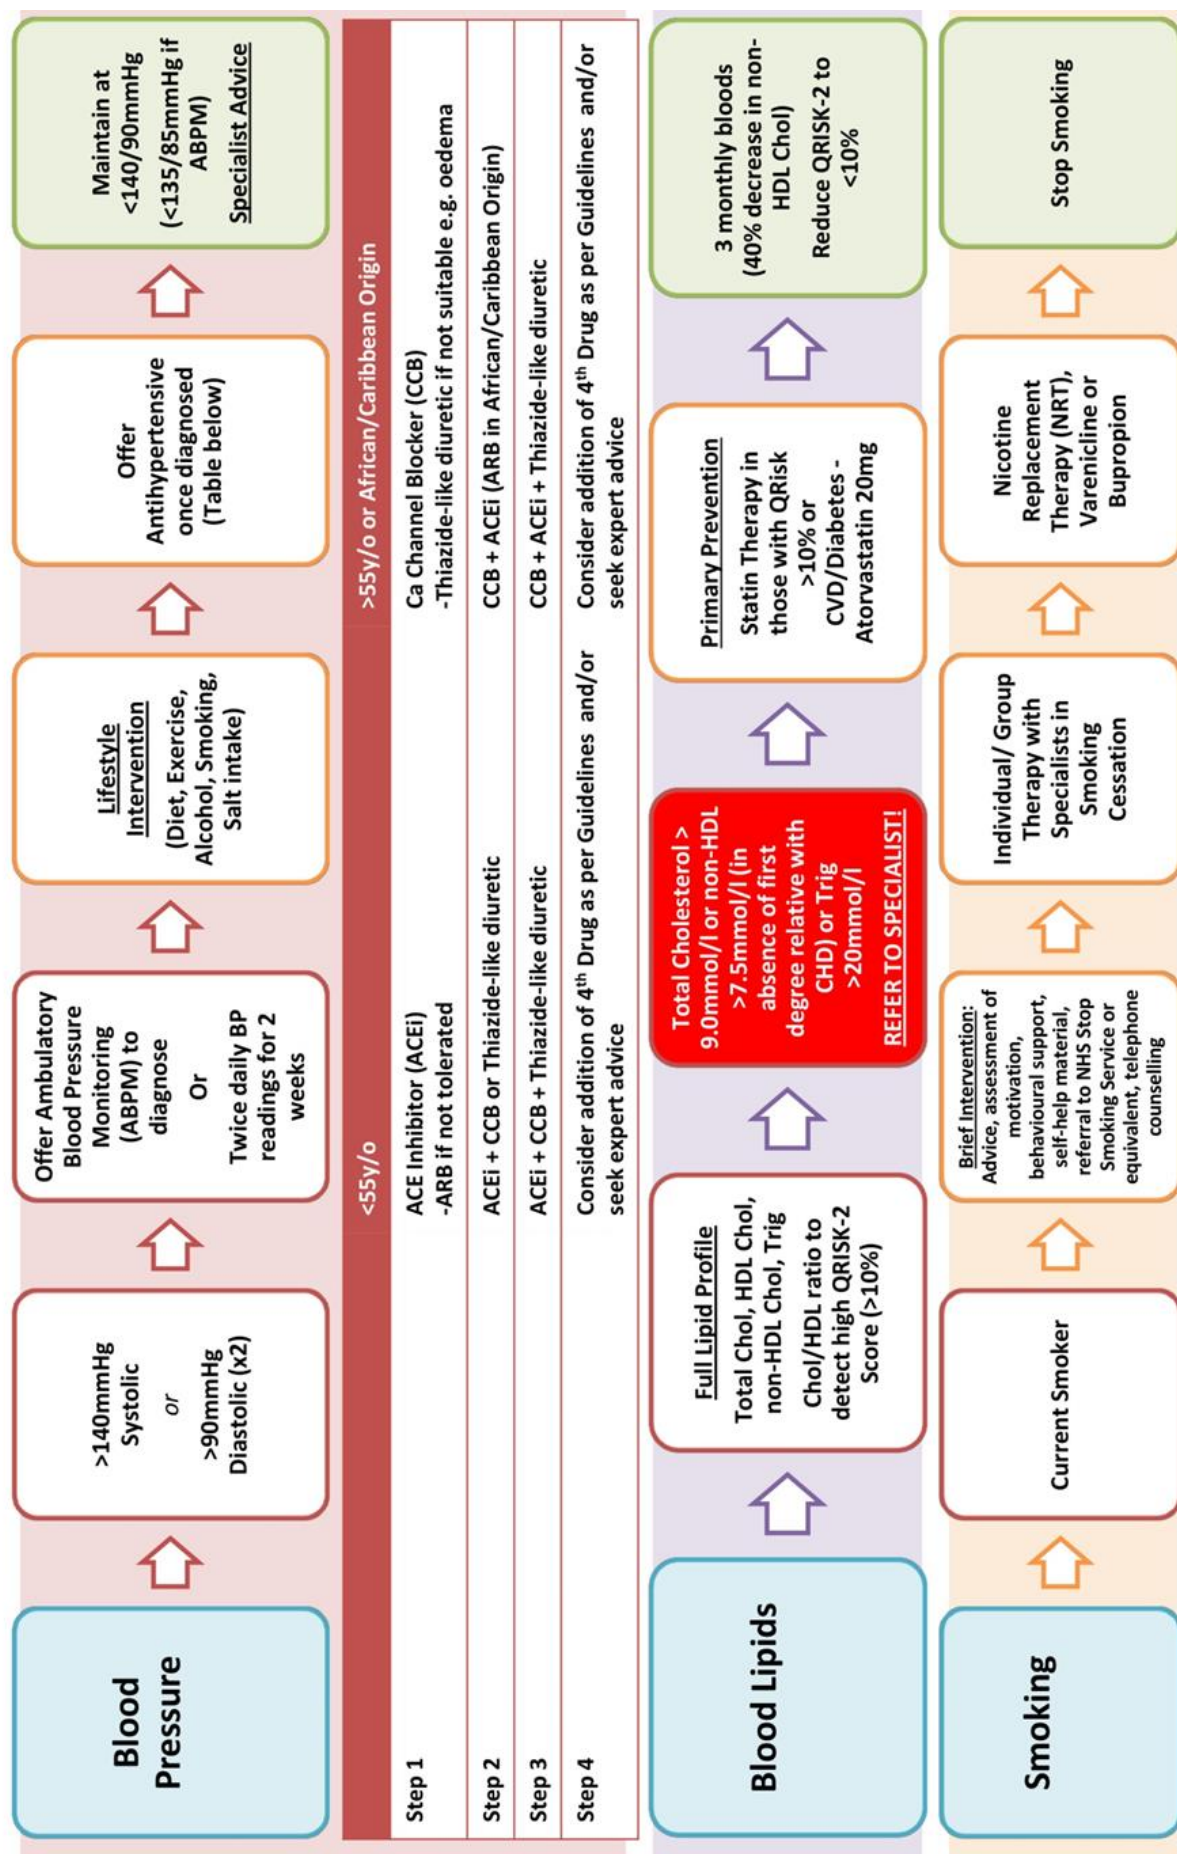 Blood
Pressure
>140mmHg
Systolic
or
>90mmHg
Diastolic (x2)
Offer Ambulatory
Blood Pressure
Monitoring
(ABPM) to
diagnose
Or
Twice daily BP
readings for 2
weeks
Lifestyle
Intervention
(Diet, Exercise,
Alcohol, Smoking,
Salt intake)
Offer
Antihypertensive
once diagnosed
(Table below)
Maintain at
<140/90mmHg
(<135/85mmHg if
ABPM)
Specialist Advice
<55y/o
>55y/o or African/Caribbean Origin
Step 1
ACE Inhibitor (ACEi)
-ARB if not tolerated
Ca Channel Blocker (CCB)
-Thiazide-like diuretic if not suitable e.g. oedema
Step 2
ACEi + CCB or Thiazide-like diuretic
CCB + ACEi (ARB in African/Caribbean Origin)
Step 3
ACEi + CCB + Thiazide-like diuretic
CCB + ACEi + Thiazide-like diuretic
Step 4
Consider addition of 4th Drug as per Guidelines and/or
seek expert advice
Consider addition of 4th Drug as per Guidelines and/or
seek expert advice
Blood Lipids
Full Lipid Profile
Total Chol, HDL Chol,
non-HDL Chol, Trig
Chol/HDL ratio to
detect high QRISK-2
Score (>10%)
Total Cholesterol >
9.0mmol/l or non-HDL
>7.5mmol/l (in
absence of first
degree relative with
CHD) or Trig
>20mmol/l
REFER TO SPECIALIST!
Primary Prevention
Statin Therapy in
those with QRisk
>10% or
CVD/Diabetes -
Atorvastatin 20mg
3 monthly bloods
(40% decrease in non-
HDL Chol)
Reduce QRISK-2 to
<10%
Smoking
Current Smoker
Brief Intervention:
Advice, assessment of
motivation,
behavioural support,
self-help material,
referral to NHS Stop
Smoking Service or
equivalent, telephone
counselling
Individual/ Group
Therapy with
Specialists in
Smoking
Cessation
Nicotine
Replacement
Therapy (NRT),
Varenicline or
Bupropion
Stop Smoking